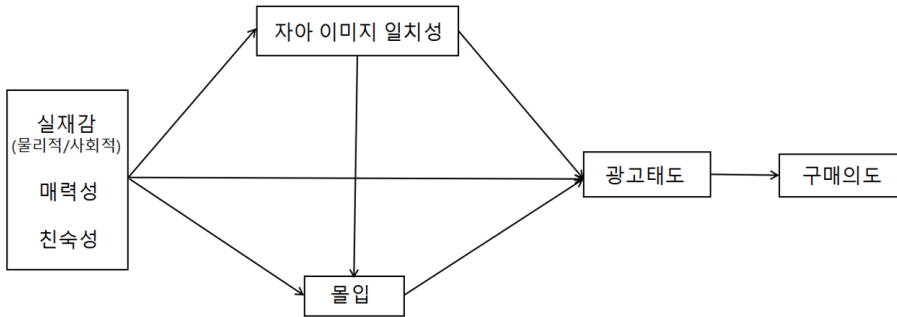 자아 이미지 일치성
실재감
(물리적/사회적)
매력성
친숙성
광고태도
구매의도
몰입